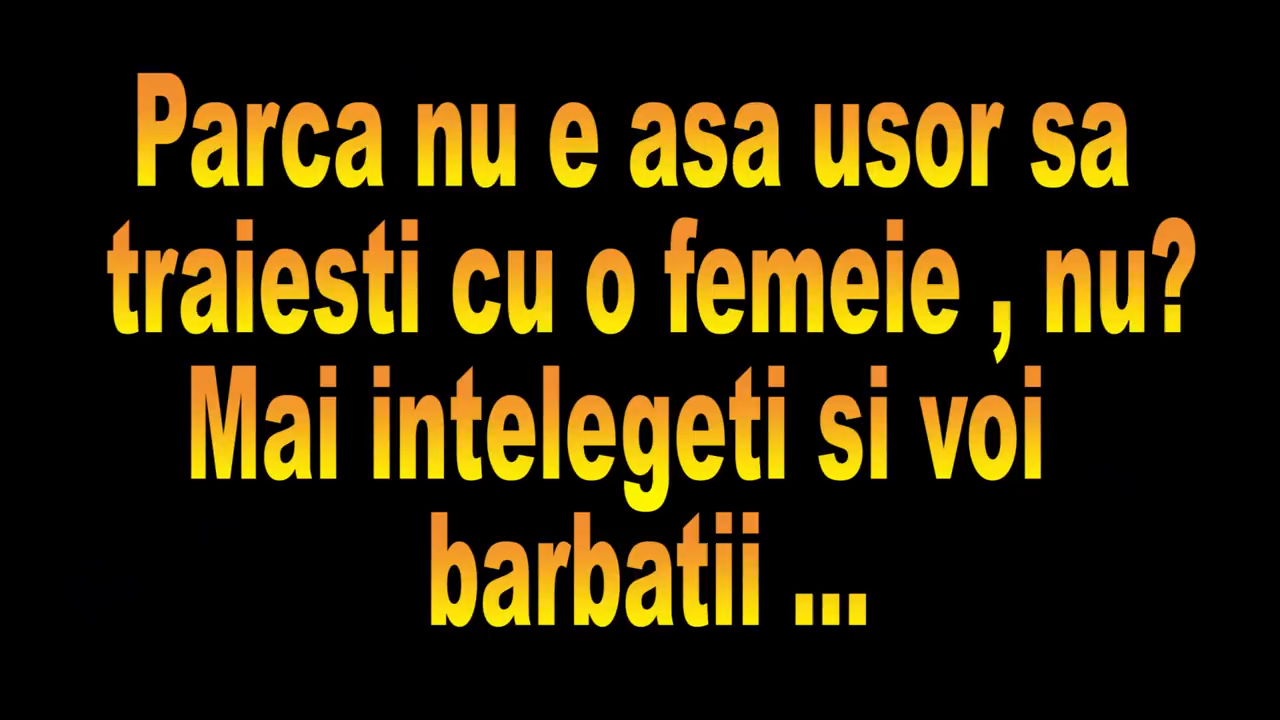 Parca nu e asa usor sa
traiesti cu o femeie , nu?
Mai intelegeti si voi
barbatii ...